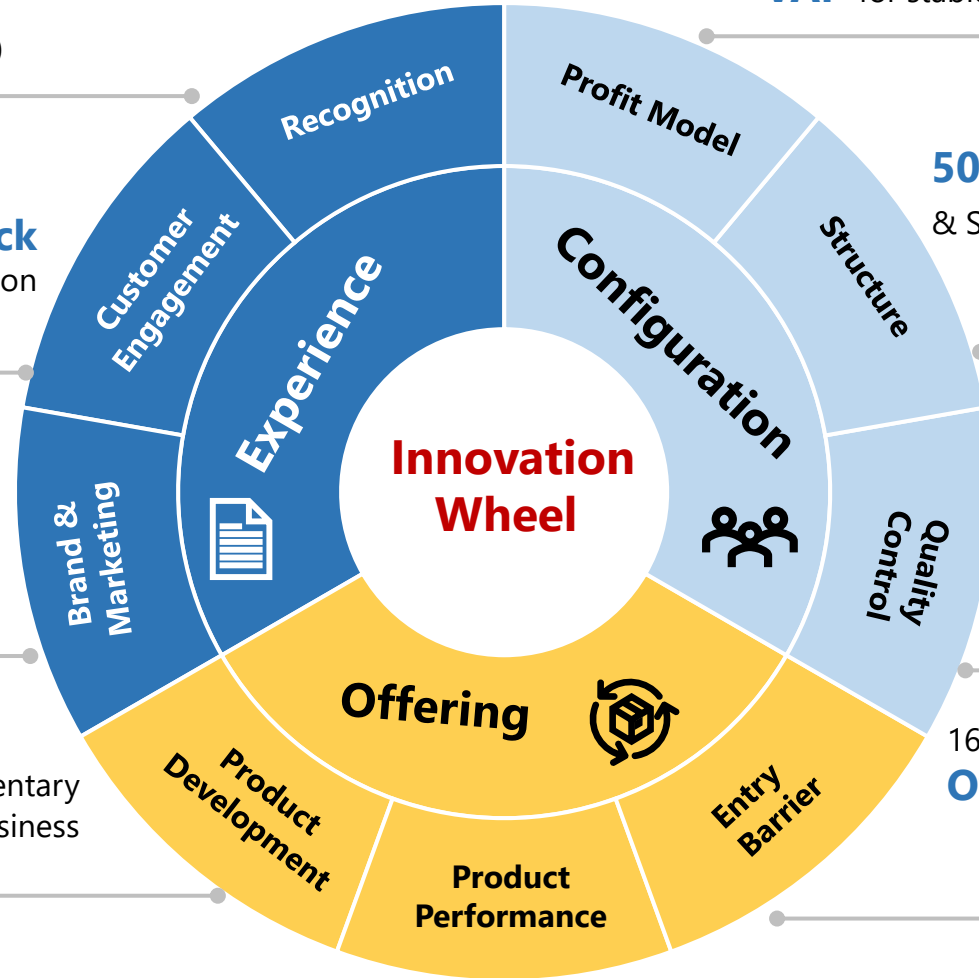 Recognition
Profit Model
Customer
Engagement
Structure
50
& S
ck
on
Experience
Configuration
Innovation
Wheel
Brand &
Marketing
Quality
Control
Offering
Product
Development
Product
Performance
Entry
Barrier
entary
siness
16
O